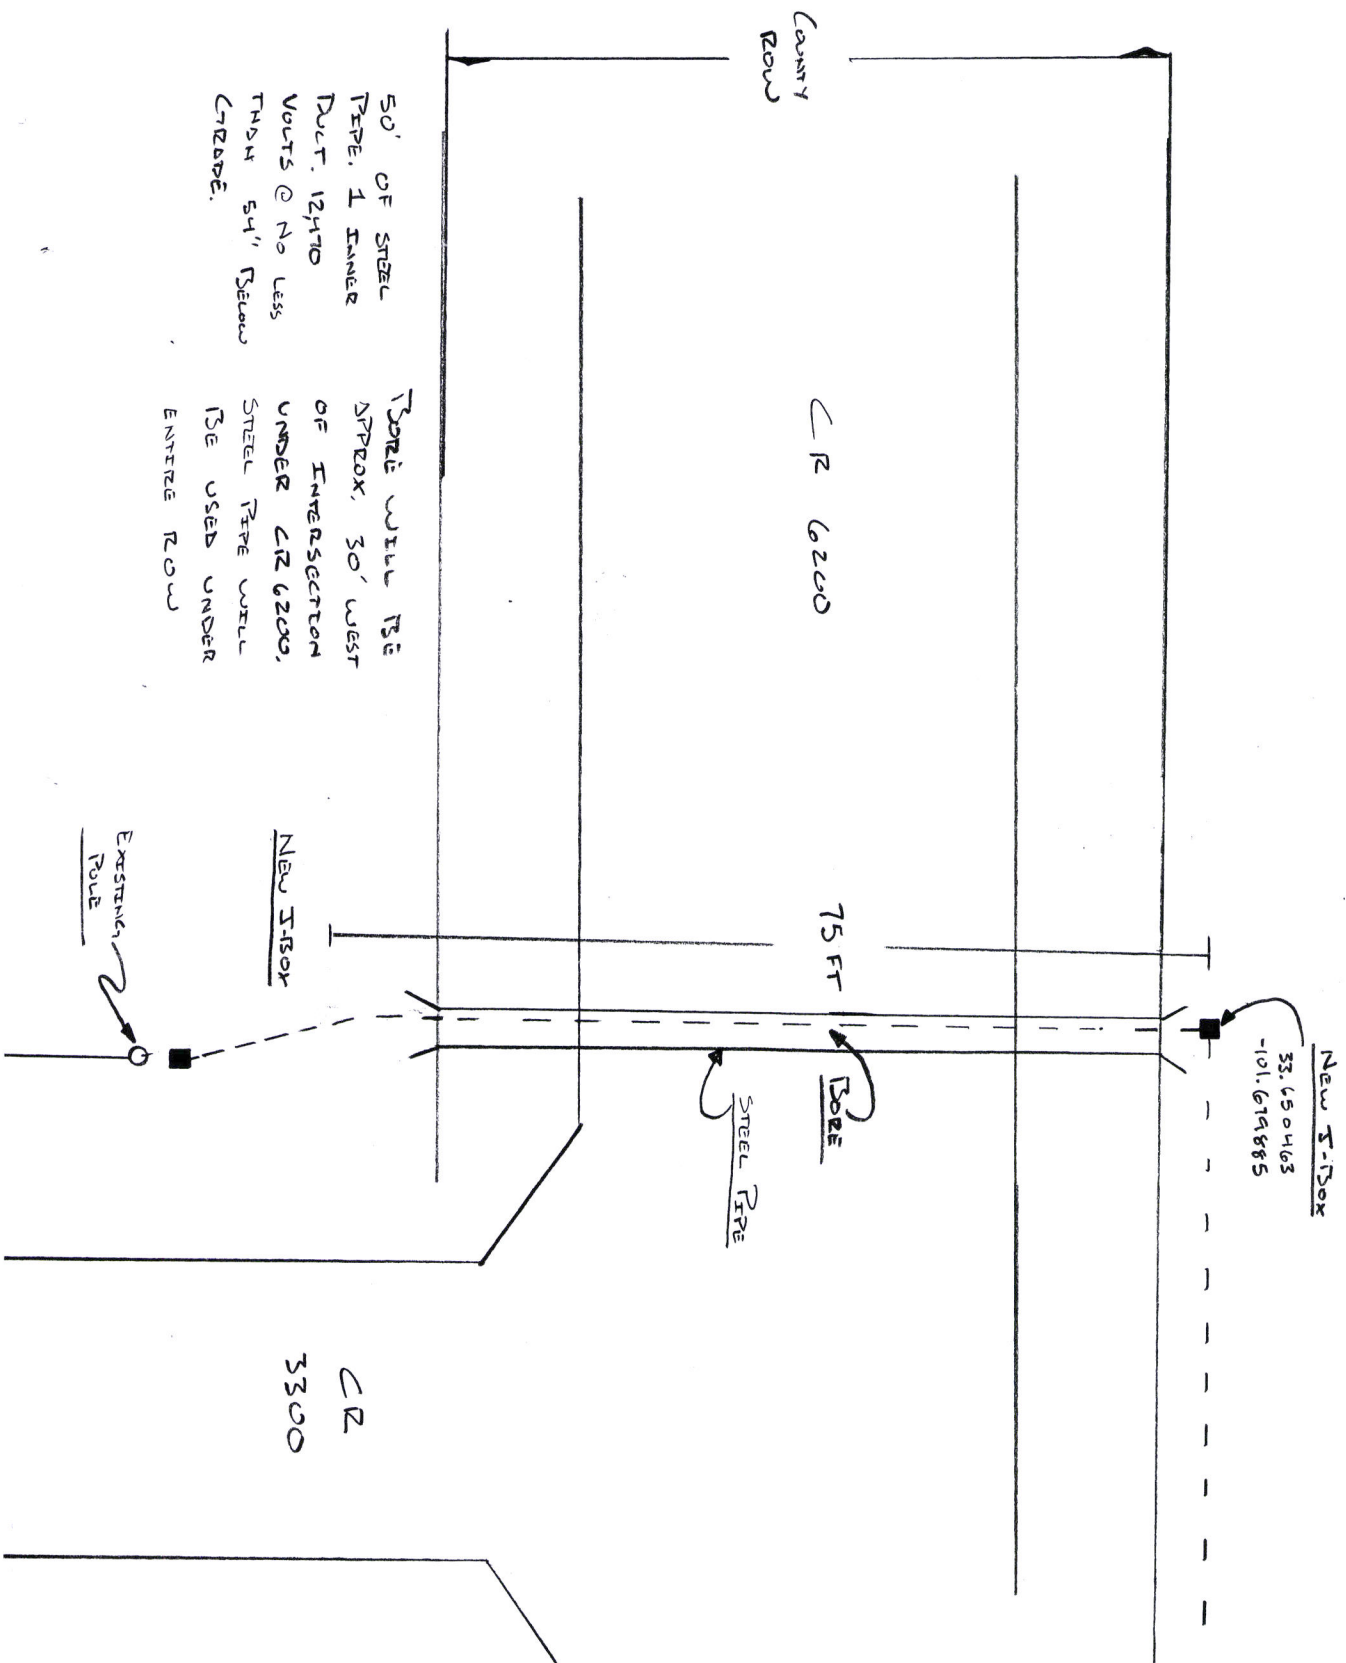 COUNTY
ROW
CR 6200
NEW J-BOX
33.650463
-101.679885
75 FT
BORE
STEEL PIPE
50' OF STEEL
PIPE. 1 INNER
DUCT. 12,470
VOLTS @ NO LESS
THAN 54" BELOW
GRADE.
BORE WILL BE
APPROX. 30' WEST
OF INTERSECTION
UNDER CR 6200.
STEEL PIPE WILL
BE USED UNDER
ENTIRE ROW
NEW J-BOX
EXISTING
POLE
CR
3300